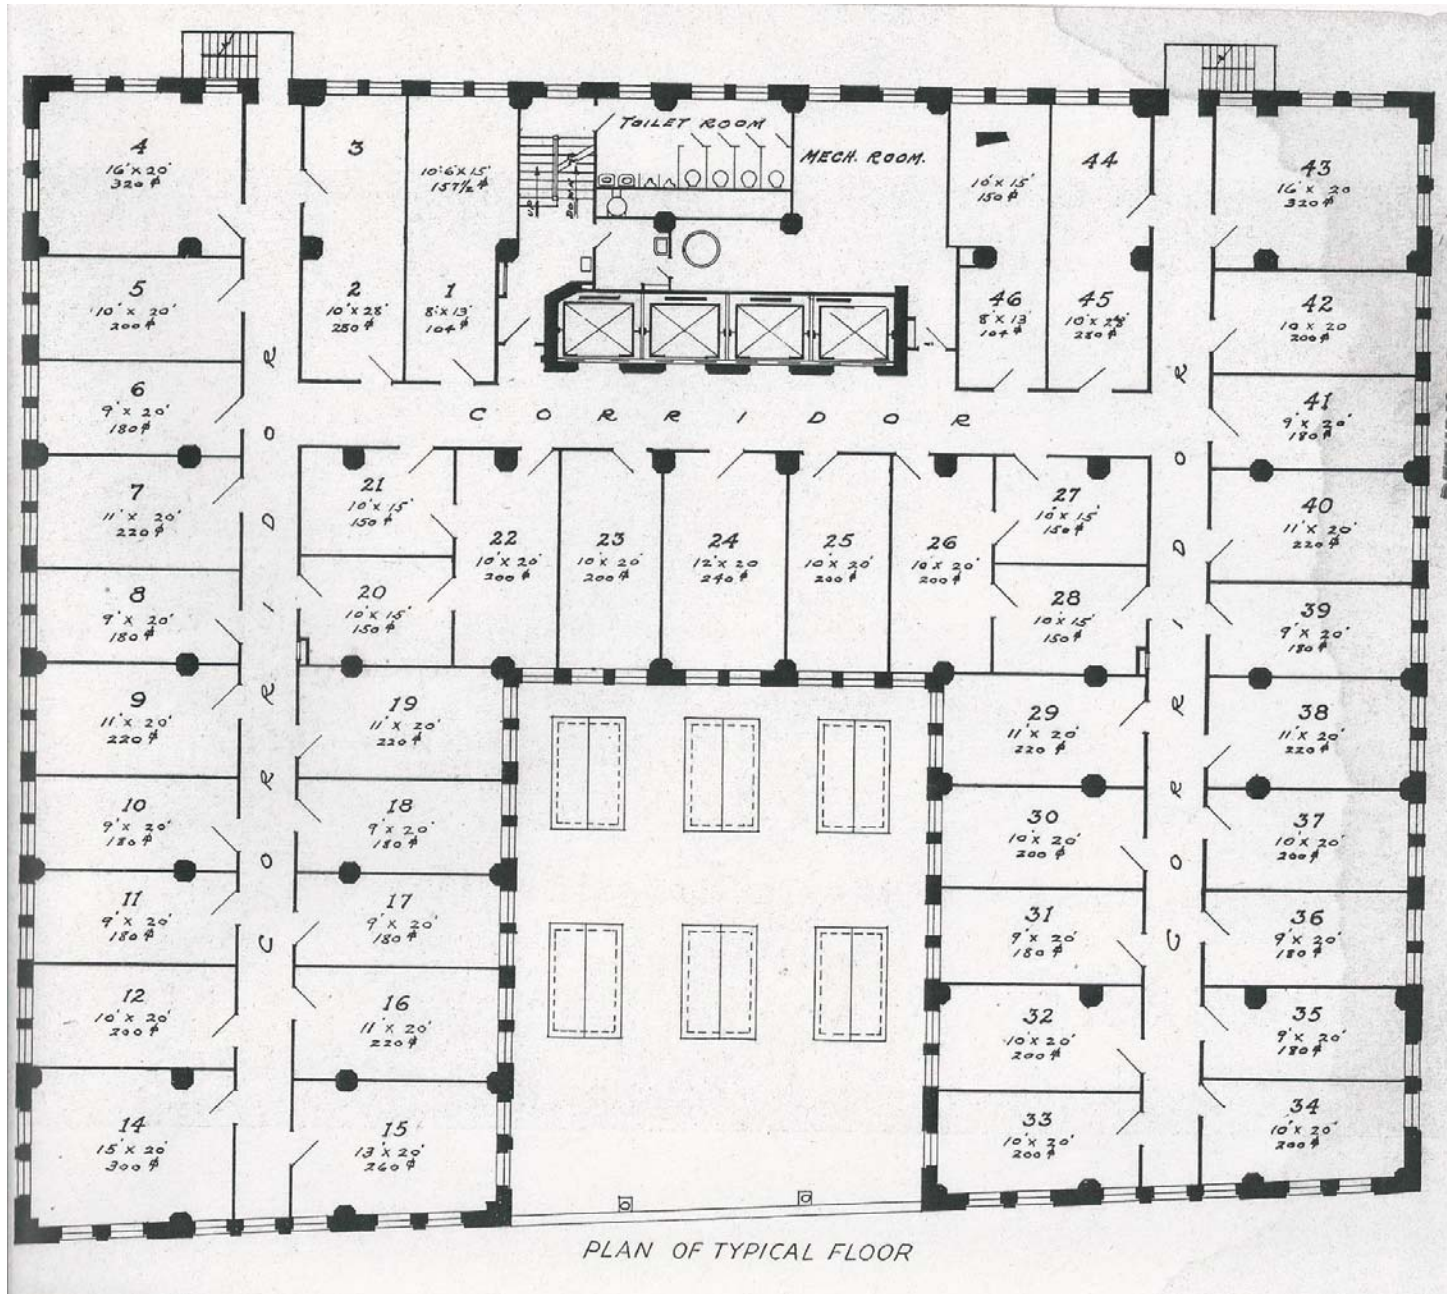 TOILET ROOM
MECH. ROOM.
4
16'X20'
320 ⌀
3
10'6"X15'
157½ ⌀
UP
DOWN
10'X15'
150 ⌀
44
43
16'X20
320 ⌀
5
10'X20'
200 ⌀
2
10'X28'
280 ⌀
1
8'X13'
104 ⌀
46
8'X13'
104 ⌀
45
10'X28'
280 ⌀
42
10X20
200 ⌀
6
9'X20'
180 ⌀
CORRIDOR
41
9'X20'
180 ⌀
7
11'X20'
220 ⌀
21
10'X15'
150 ⌀
22
10'X20'
200 ⌀
23
10'X20'
200 ⌀
24
12'X20
240 ⌀
25
10'X20'
200 ⌀
26
10'X20'
200 ⌀
27
10'X15'
150 ⌀
40
11'X20'
220 ⌀
8
9'X20'
180 ⌀
20
10'X15'
150 ⌀
28
10'X15'
150 ⌀
39
9'X20'
180 ⌀
CORRIDOR
CORRIDOR
9
11'X20'
220 ⌀
19
11'X20'
220 ⌀
29
11'X20'
220 ⌀
38
11'X20'
220 ⌀
10
9'X20'
180 ⌀
18
9'X20'
180 ⌀
30
10'X20'
200 ⌀
37
10'X20'
200 ⌀
11
9'X20'
180 ⌀
17
9'X20'
180 ⌀
31
9'X20'
180 ⌀
36
9'X20'
180 ⌀
12
10'X20'
200 ⌀
16
11'X20'
220 ⌀
32
10'X20'
200 ⌀
35
9'X20'
180 ⌀
14
15'X20'
300 ⌀
15
13'X20'
260 ⌀
33
10'X20'
200 ⌀
34
10'X20'
200 ⌀
PLAN OF TYPICAL FLOOR